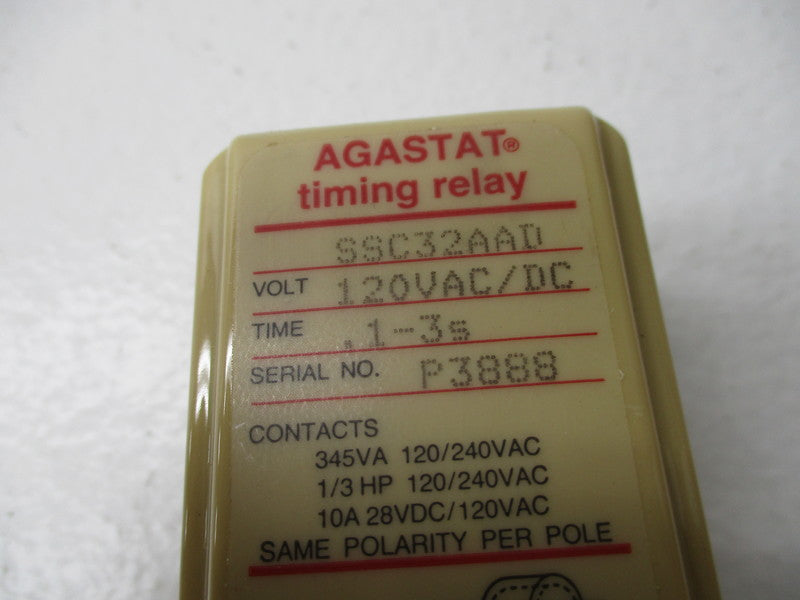 AGASTAT®
timing relay
SSC32AAD
VOLT 120VAC/DC
TIME .1-3s
SERIAL NO. P3888
CONTACTS
345VA 120/240VAC
1/3 HP 120/240VAC
10A 28VDC/120VAC
SAME POLARITY PER POLE